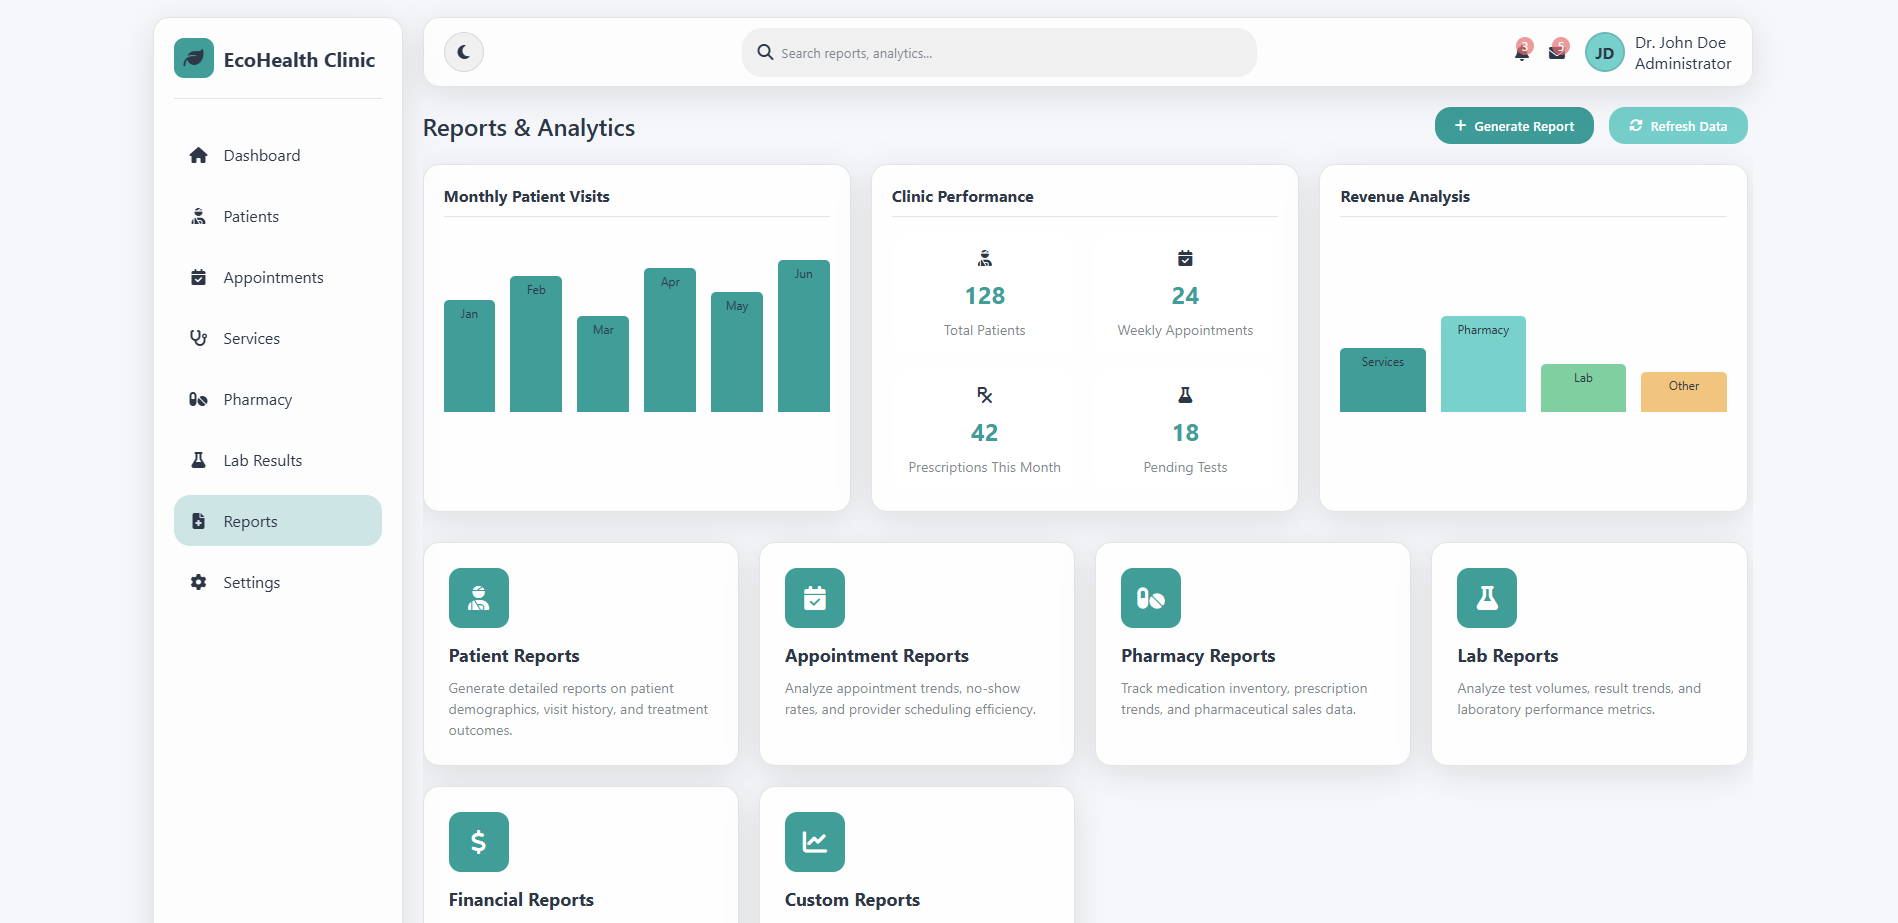 EcoHealth Clinic
Dashboard
Patients
Appointments
Services
Pharmacy
Lab Results
Reports
Settings
Search reports, analytics...
3
5
JD
Dr. John Doe
Administrator
Reports & Analytics
Generate Report
Refresh Data
Monthly Patient Visits
Jan
Feb
Mar
Apr
May
Jun
Clinic Performance
128
Total Patients
24
Weekly Appointments
42
Prescriptions This Month
18
Pending Tests
Revenue Analysis
Services
Pharmacy
Lab
Other
Patient Reports
Generate detailed reports on patient
demographics, visit history, and treatment
outcomes.
Appointment Reports
Analyze appointment trends, no-show
rates, and provider scheduling efficiency.
Pharmacy Reports
Track medication inventory, prescription
trends, and pharmaceutical sales data.
Lab Reports
Analyze test volumes, result trends, and
laboratory performance metrics.
Financial Reports
Custom Reports